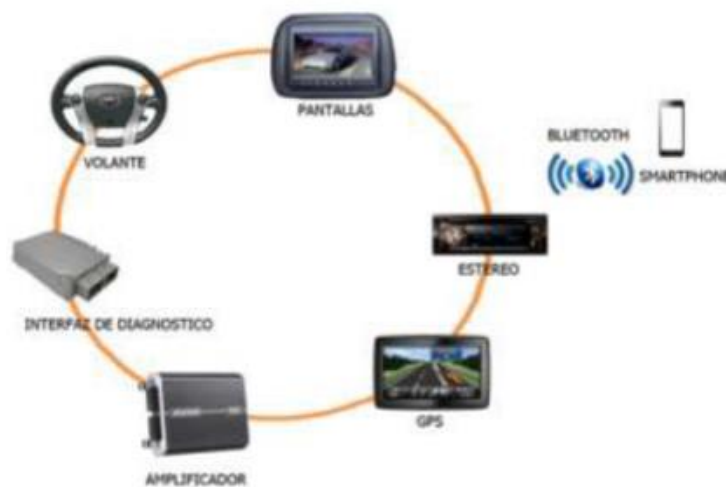 PANTALLAS
VOLANTE
BLUETOOTH
SMARTPHONE
ESTEREO
INTERFAZ DE DIAGNOSTICO
GPS
AMPLIFICADOR